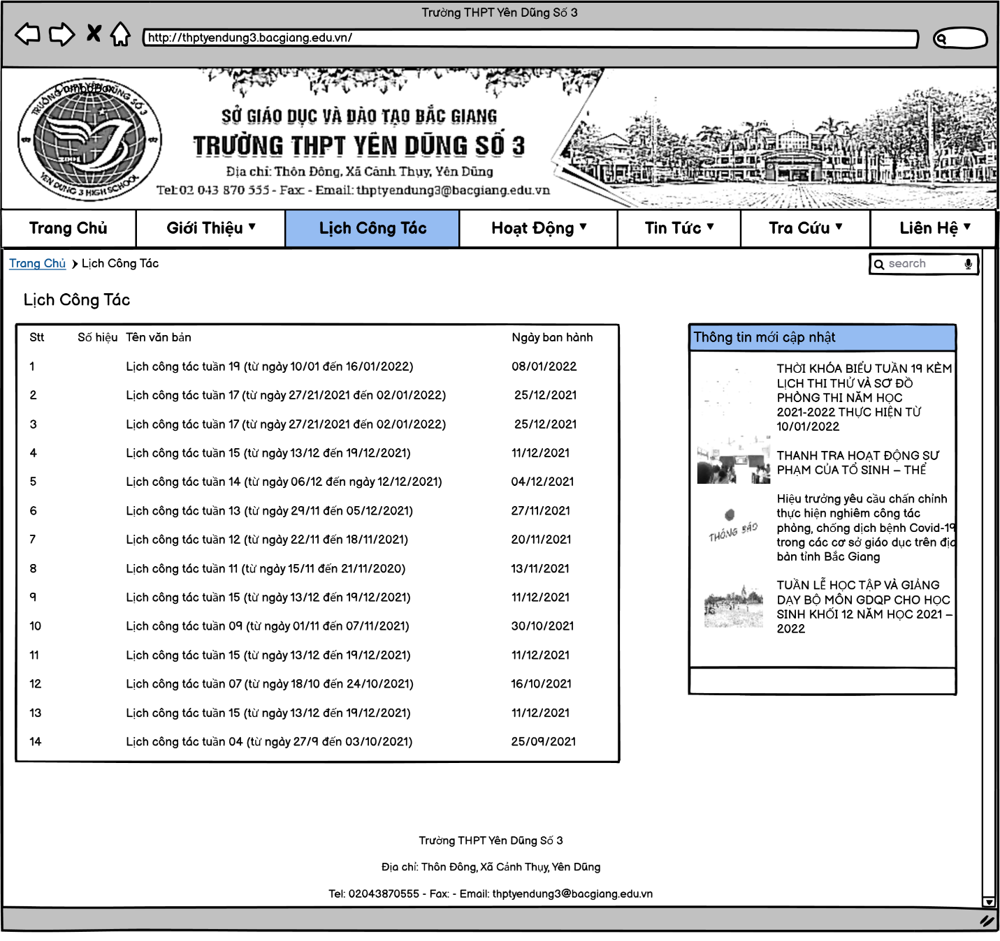 Trường THPT Yên Dũng Số 3
http://thptyendung3.bacgiang.edu.vn/
ComboBox
TRƯỜNG THPT YÊN DŨNG SỐ 3
2001
YEN DUNG 3 HIGH SCHOOL
SỞ GIÁO DỤC VÀ ĐÀO TẠO BẮC GIANG
TRƯỜNG THPT YÊN DŨNG SỐ 3
Địa chỉ: Thôn Đông, Xã Cảnh Thụy, Yên Dũng
Tel:02 043 870 555 - Fax: - Email: thptyendung3@bacgiang.edu.vn
Trang Chủ Giới Thiệu Lịch Công Tác Hoạt Động Tin Tức Tra Cứu Liên Hệ
Trang Chủ Lịch Công Tác
search
Lịch Công Tác
Stt Số hiệu Tên văn bản Ngày ban hành
1 Lịch công tác tuần 19 (từ ngày 10/01 đến 16/01/2022) 08/01/2022
2 Lịch công tác tuần 17 (từ ngày 27/21/2021 đến 02/01/2022) 25/12/2021
3 Lịch công tác tuần 17 (từ ngày 27/21/2021 đến 02/01/2022) 25/12/2021
4 Lịch công tác tuần 15 (từ ngày 13/12 đến 19/12/2021) 11/12/2021
5 Lịch công tác tuần 14 (từ ngày 06/12 đến ngày 12/12/2021) 04/12/2021
6 Lịch công tác tuần 13 (từ ngày 29/11 đến 05/12/2021) 27/11/2021
7 Lịch công tác tuần 12 (từ ngày 22/11 đến 18/11/2021) 20/11/2021
8 Lịch công tác tuần 11 (từ ngày 15/11 đến 21/11/2020) 13/11/2021
9 Lịch công tác tuần 15 (từ ngày 13/12 đến 19/12/2021) 11/12/2021
10 Lịch công tác tuần 09 (từ ngày 01/11 đến 07/11/2021) 30/10/2021
11 Lịch công tác tuần 15 (từ ngày 13/12 đến 19/12/2021) 11/12/2021
12 Lịch công tác tuần 07 (từ ngày 18/10 đến 24/10/2021) 16/10/2021
13 Lịch công tác tuần 15 (từ ngày 13/12 đến 19/12/2021) 11/12/2021
14 Lịch công tác tuần 04 (từ ngày 27/9 đến 03/10/2021) 25/09/2021
Thông tin mới cập nhật
THỜI KHÓA BIỂU TUẦN 19 KÈM
LỊCH THI THỬ VÀ SƠ ĐỒ
PHÒNG THI NĂM HỌC
2021-2022 THỰC HIỆN TỪ
10/01/2022
THANH TRA HOẠT ĐỘNG SƯ
PHẠM CỦA TỔ SINH – THỂ
THÔNG BÁO
Hiệu trưởng yêu cầu chấn chỉnh
thực hiện nghiêm công tác
phòng, chống dịch bệnh Covid-19
trong các cơ sở giáo dục trên địa
bàn tỉnh Bắc Giang
TUẦN LỄ HỌC TẬP VÀ GIẢNG
DẠY BỘ MÔN GDQP CHO HỌC
SINH KHỐI 12 NĂM HỌC 2021 –
2022
Trường THPT Yên Dũng Số 3
Địa chỉ: Thôn Đông, Xã Cảnh Thụy, Yên Dũng
Tel: 02043870555 - Fax: - Email: thptyendung3@bacgiang.edu.vn